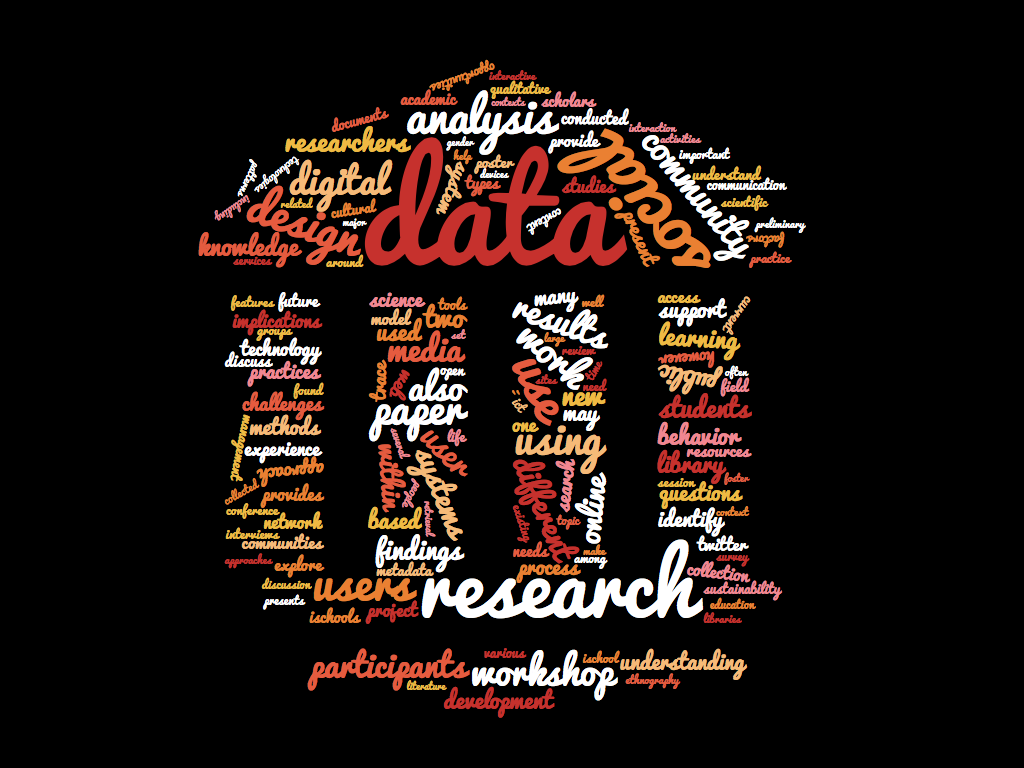 opportunities
interactive
qualitative
academic
contexts
scholars
documents
analysis
conducted
researchers
gender
provide
interaction
activities
help
poster
devices
types
system
social
community
important
patterns
technologies
digital
data
studies
understand
communication
including
design
related
cultural
major
content
present
scientific
preliminary
factors
knowledge
services
around
practice
features
future
implications
groups
technology
discuss
practices
found
challenges
methods
management
experience
approach
collected
provides
conference
network
interviews
communities
approaches
explore
discussion
presents
science
tools
model
two
used
set
media
trace
need
open
also
paper
several
user
life
within
systems
people
retrieval
based
findings
metadata
many
well
results
large
work
review
time
use
sites
need
ict
new
may
one
using
different
search
online
existing
topic
needs
make
among
process
access
current
support
learning
however
public
often
field
students
behavior
resources
library
foster
session
questions
identify
context
twitter
survey
collection
sustainability
education
libraries
users
research
ischools
project
participants
various
workshop
ischool
understanding
literature
ethnography
development